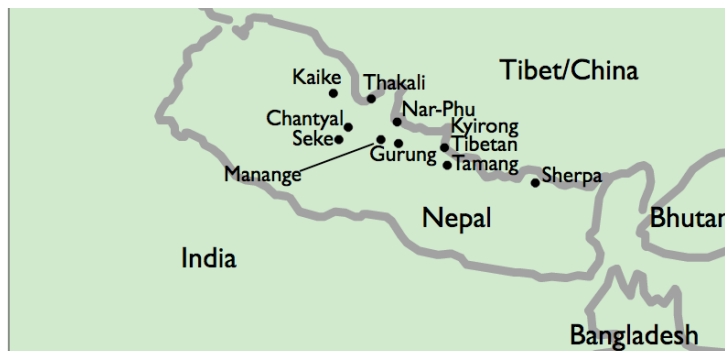 Tibet/China
Kaike
Thakali
Nar-Phu
Chantyal
Kyirong
Seke
Gurung
Tibetan
Manange
Tamang
Sherpa
Nepal
Bhutan
India
Bangladesh